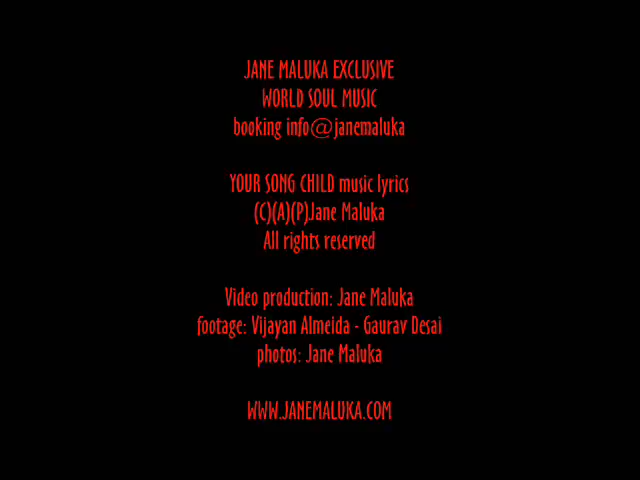 JANE MALUKA EXCLUSIVE
WORLD SOUL MUSIC
booking info@janemaluka
YOUR SONG CHILD music lyrics
(C)(A)(P)Jane Maluka
All rights reserved
Video production: Jane Maluka
footage: Vijayan Almeida - Gaurav Desai
photos: Jane Maluka
WWW.JANEMALUKA.COM